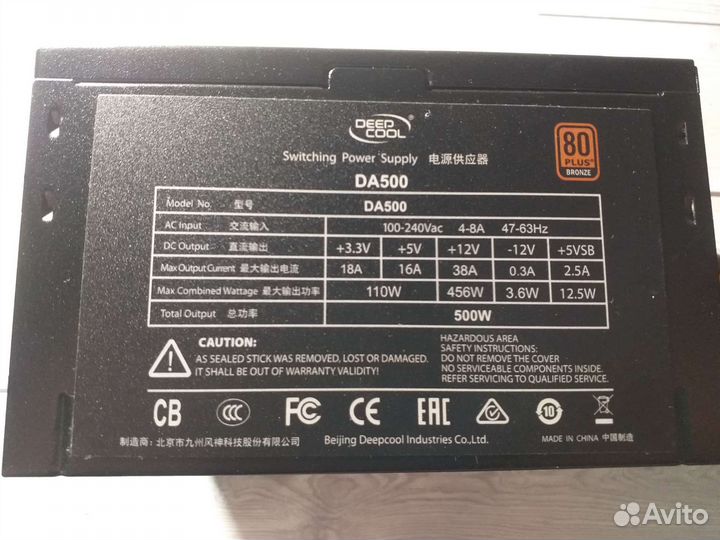 DEEP
COOL
80
PLUS
BRONZE
Switching Power Supply 电源供应器
DA500
Model No. 型号 DA500
AC Input 交流输入 100-240Vac 4-8A 47-63Hz
DC Output 直流输出 +3.3V +5V +12V -12V +5VSB
Max Output Current 最大输出电流 18A 16A 38A 0.3A 2.5A
Max Combined Wattage 最大输出功率 110W 456W 3.6W 12.5W
Total Output 总功率 500W
CAUTION:
AS SEALED STICK WAS REMOVED, LOST OR DAMAGED.
IT SHALL BE OUT OF WARRANTY VALIDITY!
HAZARDOUS AREA
SAFETY INSTRUCTIONS:
DO NOT REMOVE THE COVER
NO SERVICEABLE COMPONENTS INSIDE.
REFER SERVICING TO QUALIFIED SERVICE.
CB CCC FC CE EAC 10
制造商：北京市九州风神科技股份有限公司 Beijing Deepcool Industries Co.,Ltd. MADE IN CHINA 中国制造
Avito